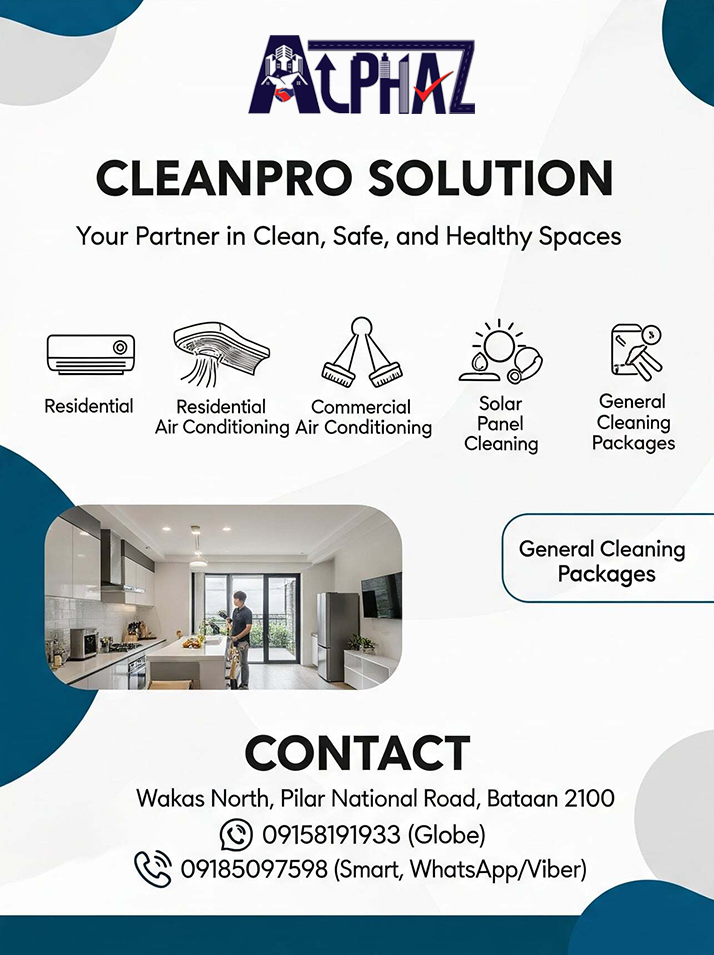 ALPHAZ
CLEANPRO SOLUTION
Your Partner in Clean, Safe, and Healthy Spaces
Residential
Residential
Air Conditioning
Commercial
Air Conditioning
Solar
Panel
Cleaning
General
Cleaning
Packages
General Cleaning
Packages
CONTACT
Wakas North, Pilar National Road, Bataan 2100
09158191933 (Globe)
09185097598 (Smart, WhatsApp/Viber)